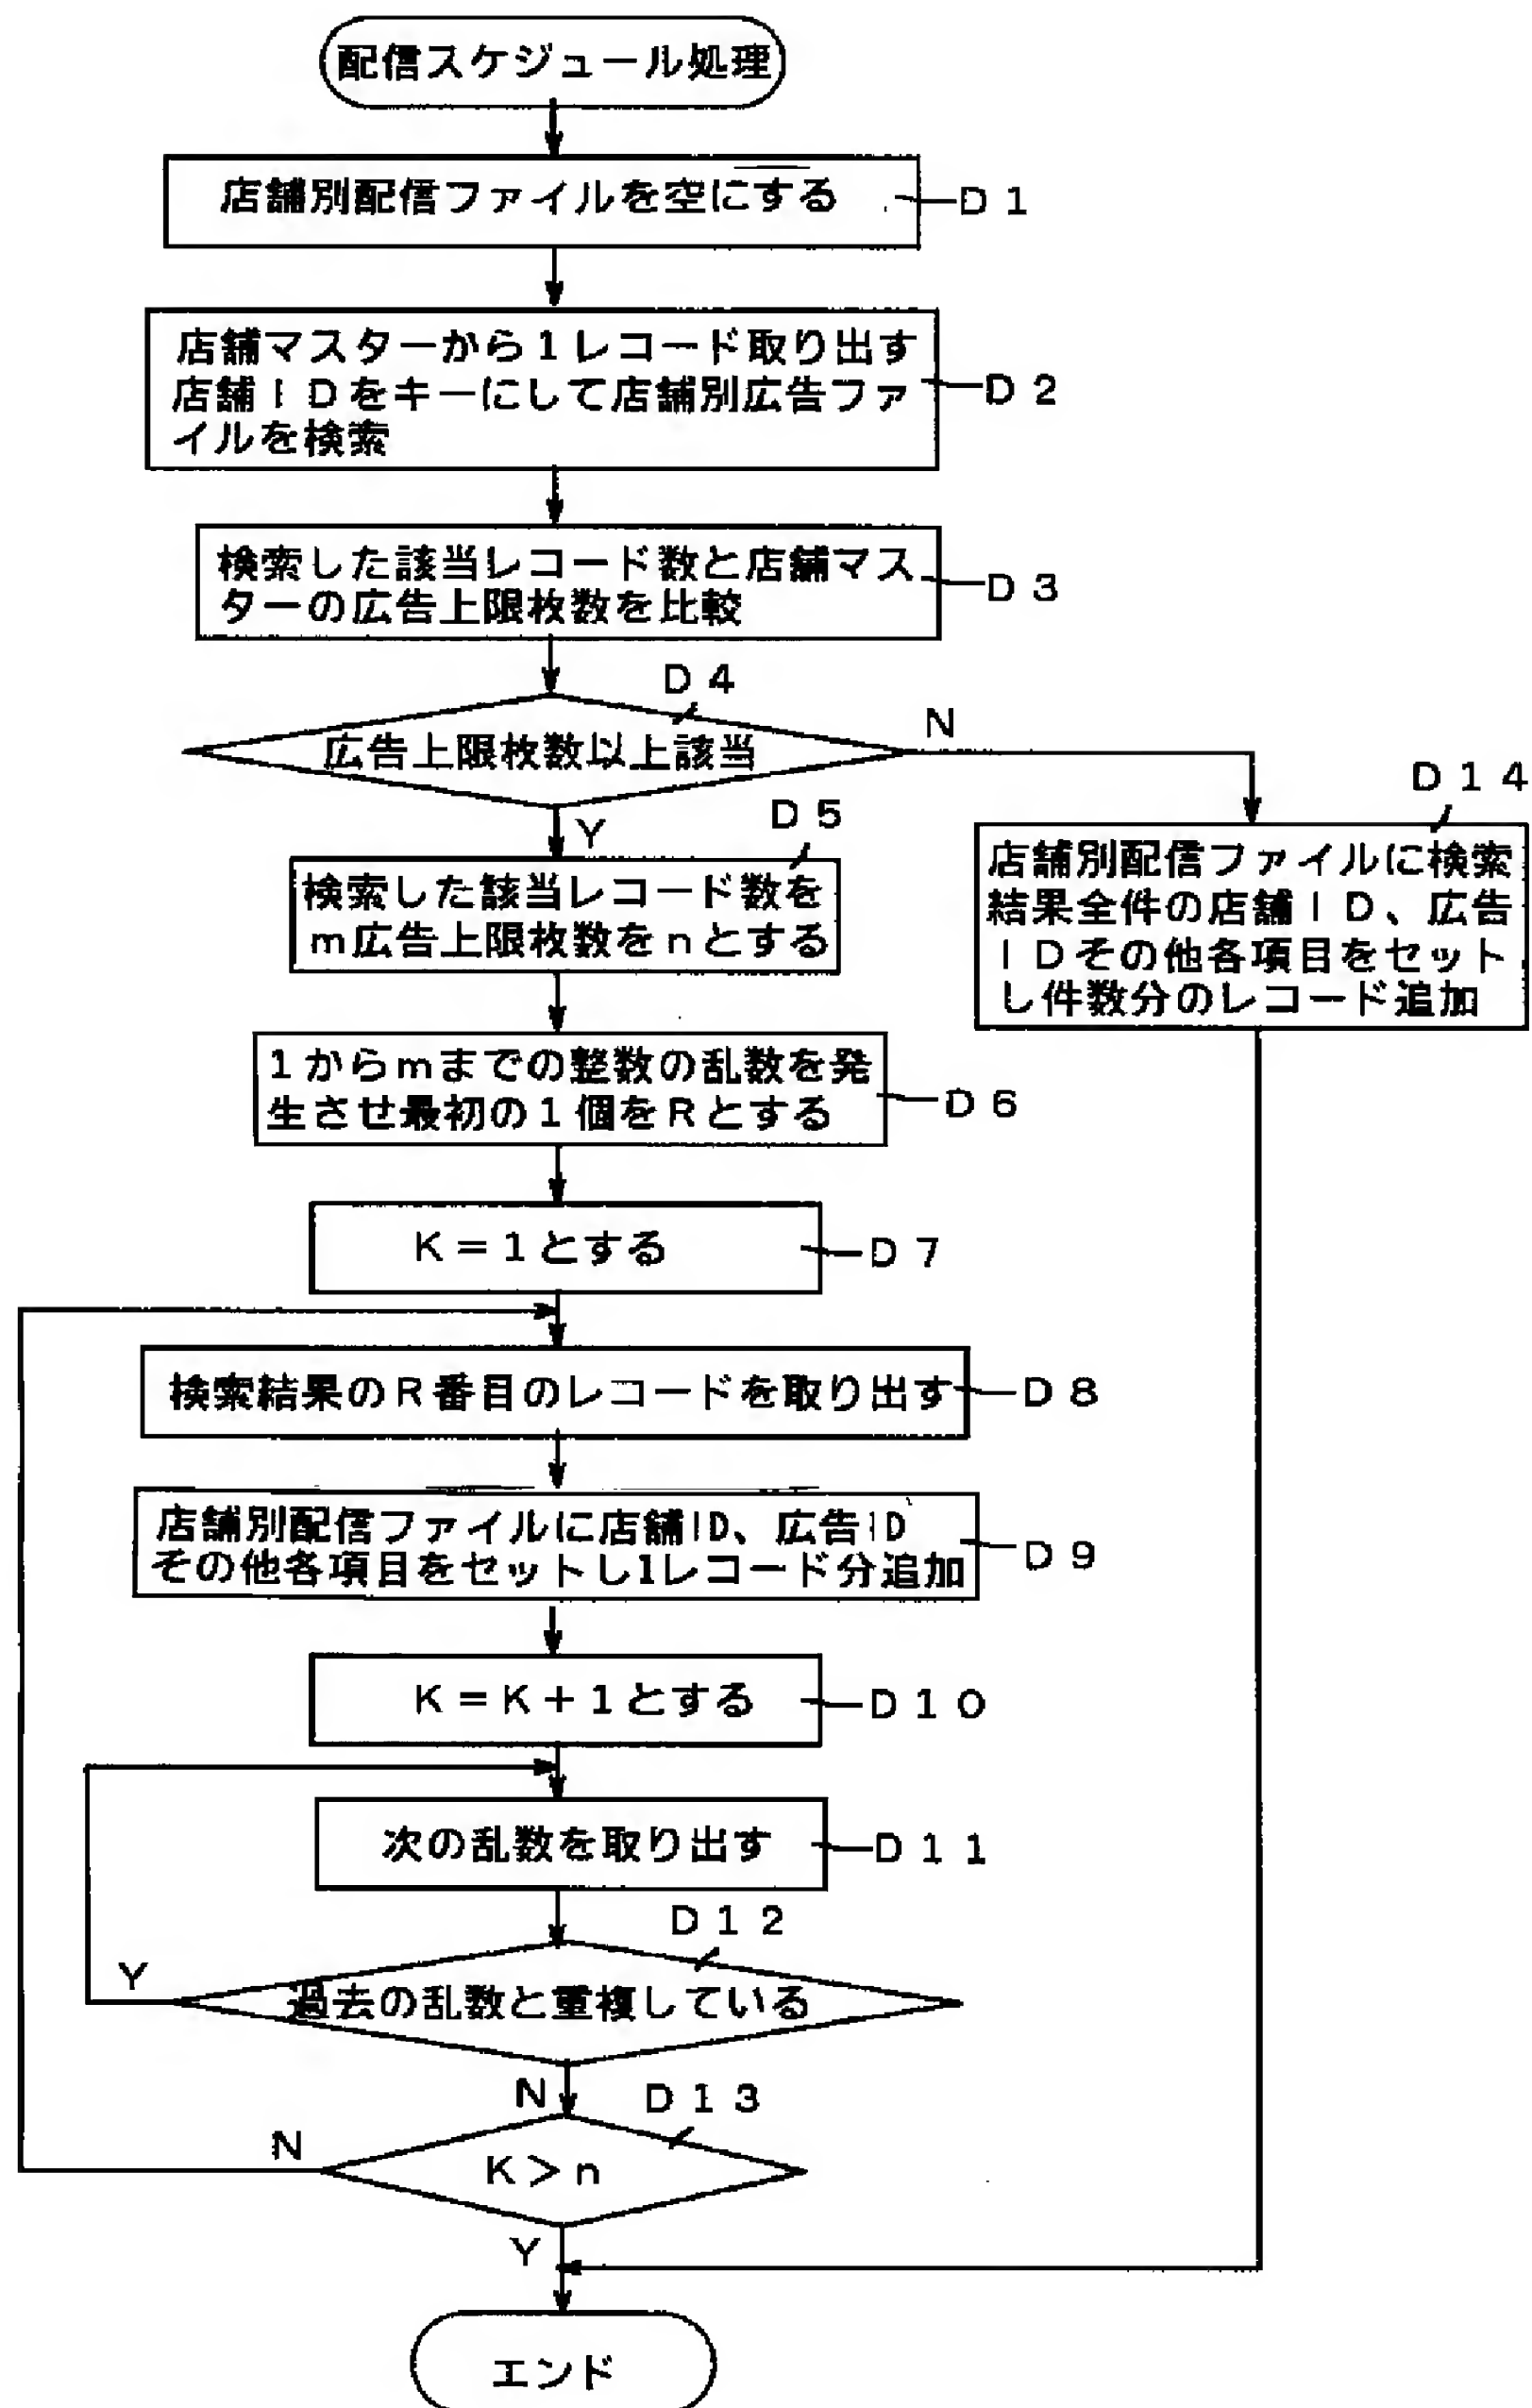 配信スケジュール処理
店舗別配信ファイルを空にする
D1
店舗マスターから1レコード取り出す
店舗IDをキーにして店舗別広告ファ
イルを検索
D2
検索した該当レコード数と店舗マス
ターの広告上限枚数を比較
D3
D4
広告上限枚数以上該当
N
Y
D5
検索した該当レコード数を
m広告上限枚数をnとする
D14
店舗別配信ファイルに検索
結果全件の店舗ID、広告
IDその他各項目をセット
し件数分のレコード追加
1からmまでの整数の乱数を発
生させ最初の1個をRとする
D6
K=1とする
D7
検索結果のR番目のレコードを取り出す
D8
店舗別配信ファイルに店舗ID、広告ID
その他各項目をセットし1レコード分追加
D9
K=K+1とする
D10
次の乱数を取り出す
D11
D12
過去の乱数と重複している
Y
N
D13
K>n
N
Y
エンド